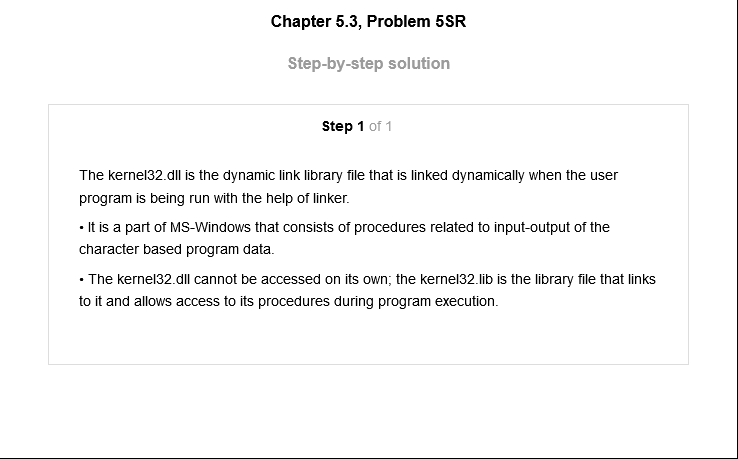 Chapter 5.3, Problem 5SR
Step-by-step solution
Step 1 of 1
The kernel32.dll is the dynamic link library file that is linked dynamically when the user
program is being run with the help of linker.
• It is a part of MS-Windows that consists of procedures related to input-output of the
character based program data.
• The kernel32.dll cannot be accessed on its own; the kernel32.lib is the library file that links
to it and allows access to its procedures during program execution.